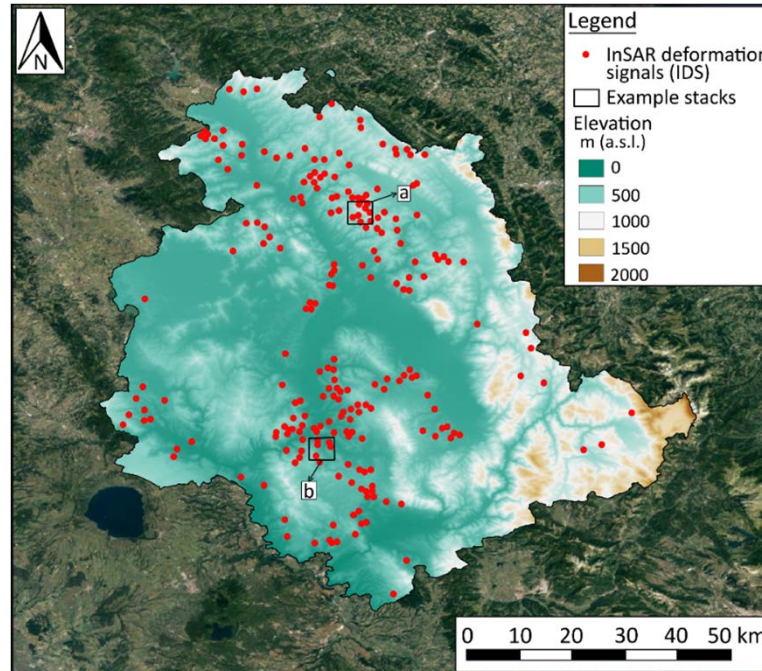 N
Legend
InSAR deformation
signals (IDS)
Example stacks
Elevation
m (a.s.l.)
0
500
1000
1500
2000
a
b
0 10 20 30 40 50 km